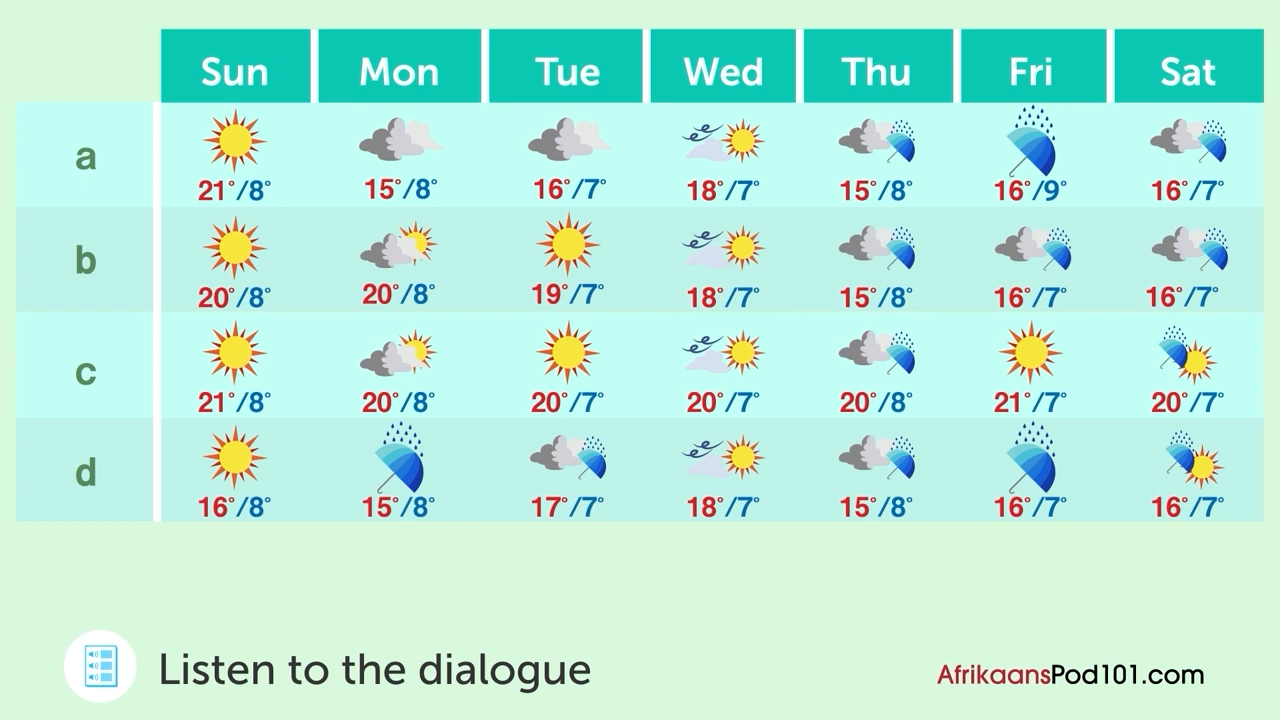 Sun Mon Tue Wed Thu Fri Sat
a
21°/8° 15°/8° 16°/7° 18°/7° 15°/8° 16°/9° 16°/7°
b
20°/8° 20°/8° 19°/7° 18°/7° 15°/8° 16°/7° 16°/7°
c
21°/8° 20°/8° 20°/7° 20°/7° 20°/8° 21°/7° 20°/7°
d
16°/8° 15°/8° 17°/7° 18°/7° 15°/8° 16°/7° 16°/7°
Listen to the dialogue
AfrikaansPod101.com